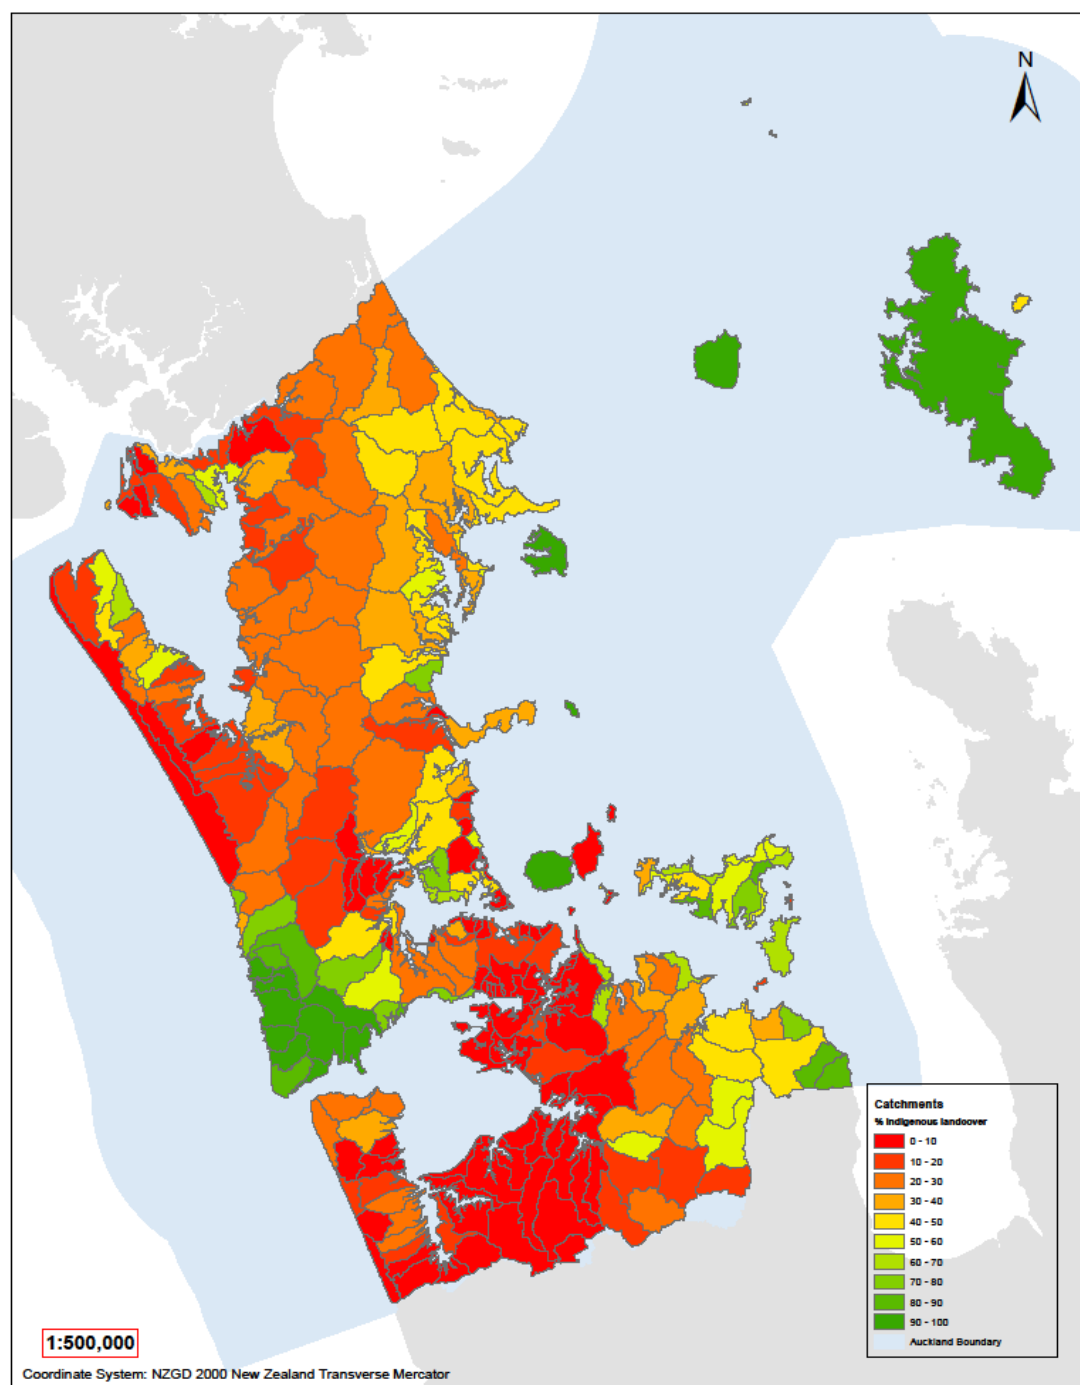 N
Catchments
% Indigenous landcover
0 - 10
10 - 20
20 - 30
30 - 40
40 - 50
50 - 60
60 - 70
70 - 80
80 - 90
90 - 100
Auckland Boundary
1:500,000
Coordinate System: NZGD 2000 New Zealand Transverse Mercator